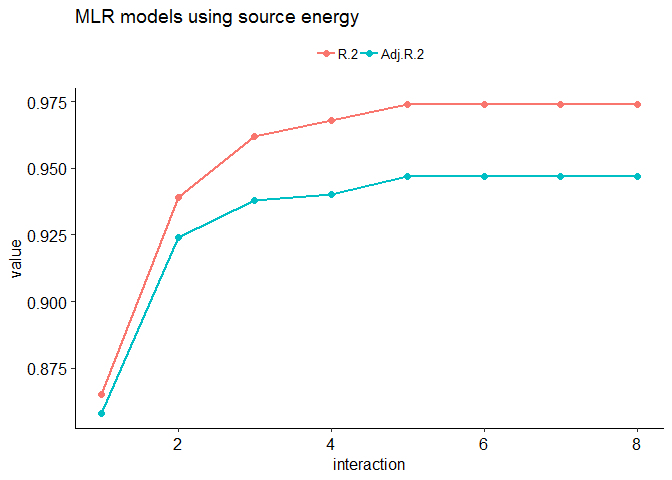 MLR models using source energy
R.2 Adj.R.2
0.975
0.950
0.925
0.900
0.875
value
2 4 6 8
interaction